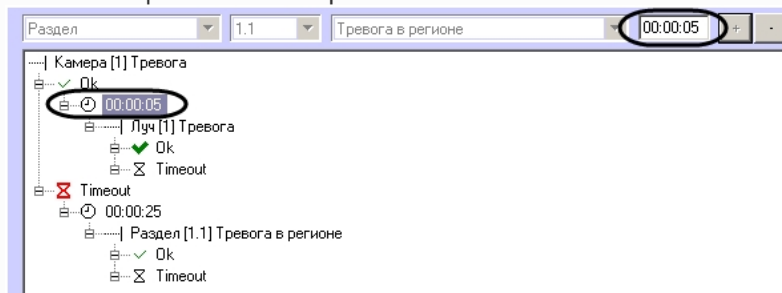 Раздел 1.1 Тревога в регионе 00:00:05 + -
Камера [1] Тревога
Ok
00:00:05
Луч [1] Тревога
Ok
Timeout
Timeout
00:00:25
Раздел [1.1] Тревога в регионе
Ok
Timeout